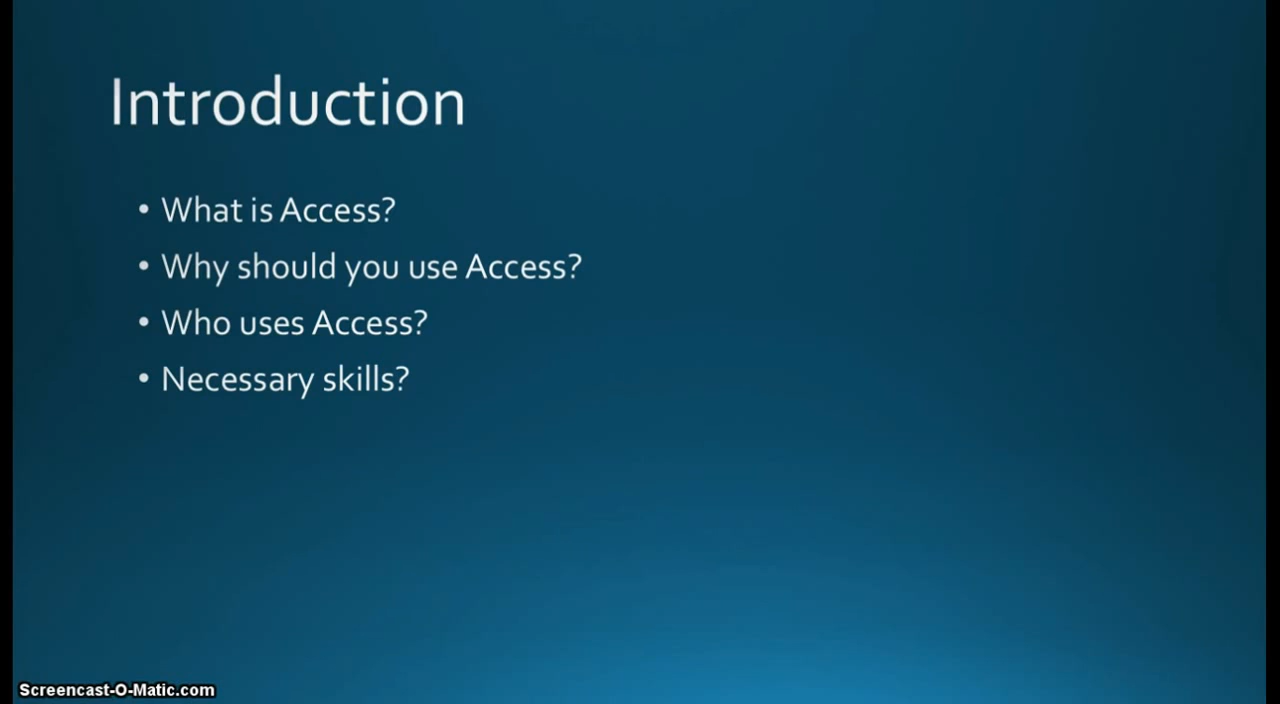 Introduction
• What is Access?
• Why should you use Access?
• Who uses Access?
• Necessary skills?
Screencast-O-Matic.com